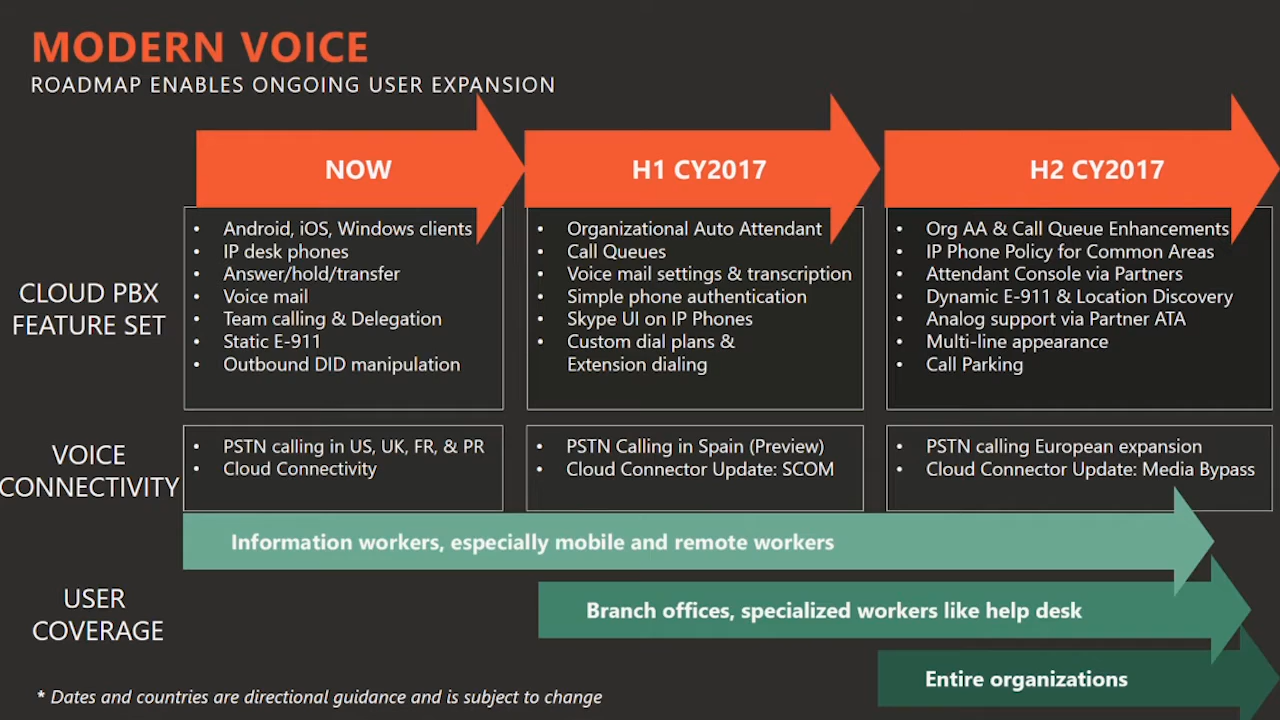 MODERN VOICE
ROADMAP ENABLES ONGOING USER EXPANSION
NOW
H1 CY2017
H2 CY2017
CLOUD PBX
FEATURE SET
• Android, iOS, Windows clients
• IP desk phones
• Answer/hold/transfer
• Voice mail
• Team calling & Delegation
• Static E-911
• Outbound DID manipulation
• Organizational Auto Attendant
• Call Queues
• Voice mail settings & transcription
• Simple phone authentication
• Skype UI on IP Phones
• Custom dial plans &
Extension dialing
• Org AA & Call Queue Enhancements
• IP Phone Policy for Common Areas
• Attendant Console via Partners
• Dynamic E-911 & Location Discovery
• Analog support via Partner ATA
• Multi-line appearance
• Call Parking
VOICE
CONNECTIVITY
• PSTN calling in US, UK, FR, & PR
• Cloud Connectivity
• PSTN Calling in Spain (Preview)
• Cloud Connector Update: SCOM
• PSTN calling European expansion
• Cloud Connector Update: Media Bypass
USER
COVERAGE
Information workers, especially mobile and remote workers
Branch offices, specialized workers like help desk
Entire organizations
* Dates and countries are directional guidance and is subject to change